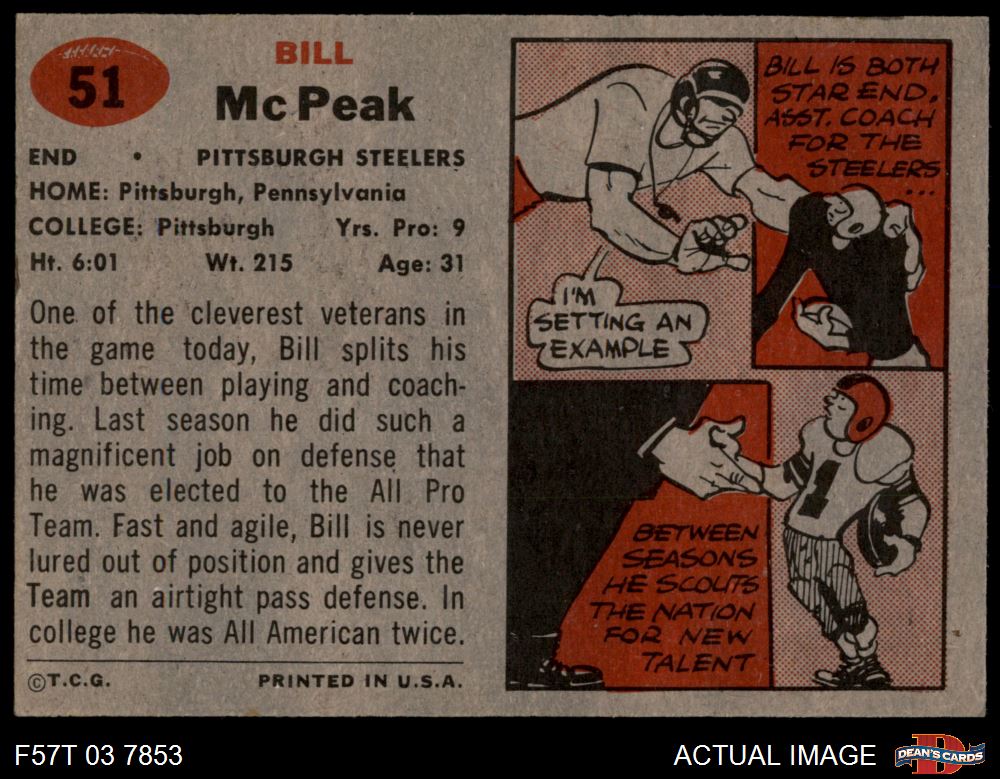 51
BILL
McPeak
END • PITTSBURGH STEELERS
HOME: Pittsburgh, Pennsylvania
COLLEGE: Pittsburgh Yrs. Pro: 9
Ht. 6:01 Wt. 215 Age: 31
One of the cleverest veterans in
the game today, Bill splits his
time between playing and coach-
ing. Last season he did such a
magnificent job on defense that
he was elected to the All Pro
Team. Fast and agile, Bill is never
lured out of position and gives the
Team an airtight pass defense. In
college he was All American twice.
©T.C.G. PRINTED IN U.S.A.
BILL IS BOTH
STAR END,
ASST. COACH
FOR THE
STEELERS
...
I'M
SETTING AN
EXAMPLE
1
BETWEEN
SEASONS
HE SCOUTS
THE NATION
FOR NEW
TALENT
F57T 03 7853
ACTUAL IMAGE
D
DEAN'S CARDS